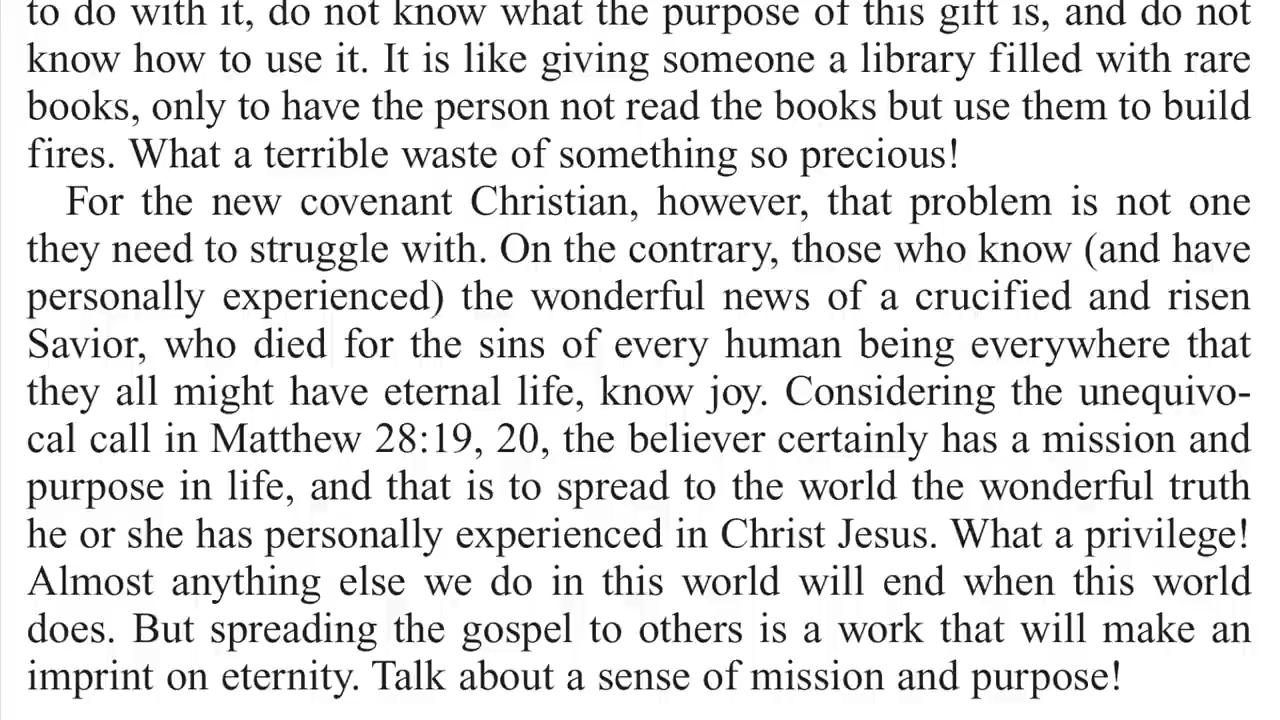 to do with it, do not know what the purpose of this gift is, and do not
know how to use it. It is like giving someone a library filled with rare
books, only to have the person not read the books but use them to build
fires. What a terrible waste of something so precious!
For the new covenant Christian, however, that problem is not one
they need to struggle with. On the contrary, those who know (and have
personally experienced) the wonderful news of a crucified and risen
Savior, who died for the sins of every human being everywhere that
they all might have eternal life, know joy. Considering the unequivo-
cal call in Matthew 28:19, 20, the believer certainly has a mission and
purpose in life, and that is to spread to the world the wonderful truth
he or she has personally experienced in Christ Jesus. What a privilege!
Almost anything else we do in this world will end when this world
does. But spreading the gospel to others is a work that will make an
imprint on eternity. Talk about a sense of mission and purpose!